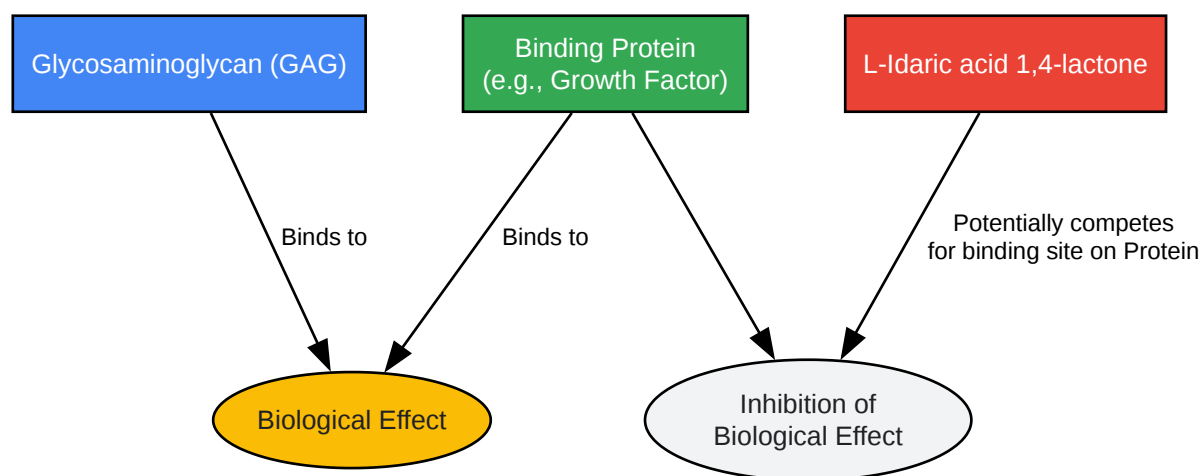 Glycosaminoglycan (GAG)
Binding Protein
(e.g., Growth Factor)
L-Idaric acid 1,4-lactone
Binds to
Binds to
Potentially competes
for binding site on Protein
Biological Effect
Inhibition of
Biological Effect